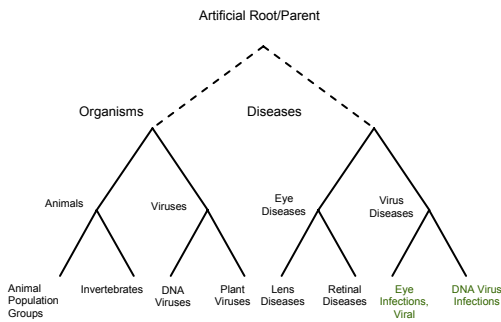 Artificial Root/Parent
Organisms
Diseases
Animals
Viruses
Eye
Diseases
Virus
Diseases
Animal
Population
Groups
Invertebrates
DNA
Viruses
Plant
Viruses
Lens
Diseases
Retinal
Diseases
Eye
Infections,
Viral
DNA Virus
Infections